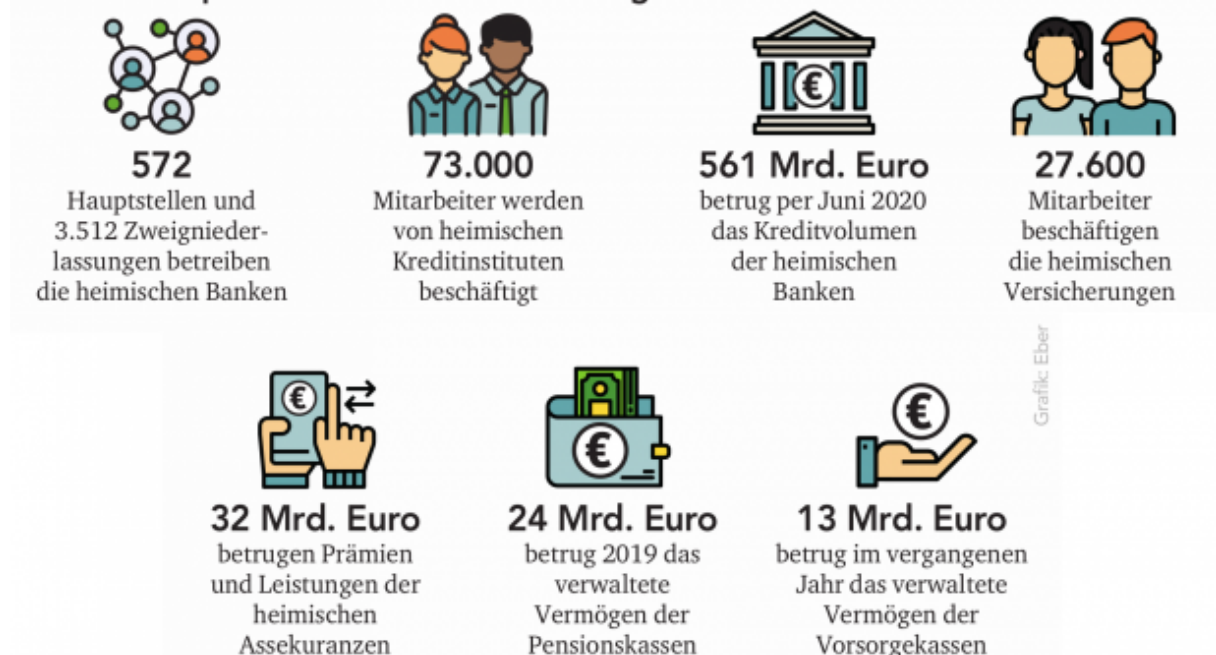 572
Hauptstellen und
3.512 Zweignieder-
lassungen betreiben
die heimischen Banken
73.000
Mitarbeiter werden
von heimischen
Kreditinstituten
beschäftigt
561 Mrd. Euro
betrug per Juni 2020
das Kreditvolumen
der heimischen
Banken
27.600
Mitarbeiter
beschäftigen
die heimischen
Versicherungen
Grafik: Eber
32 Mrd. Euro
betrugen Prämien
und Leistungen der
heimischen
Assekuranzen
24 Mrd. Euro
betrug 2019 das
verwaltete
Vermögen der
Pensionskassen
13 Mrd. Euro
betrug im vergangenen
Jahr das verwaltete
Vermögen der
Vorsorgekassen